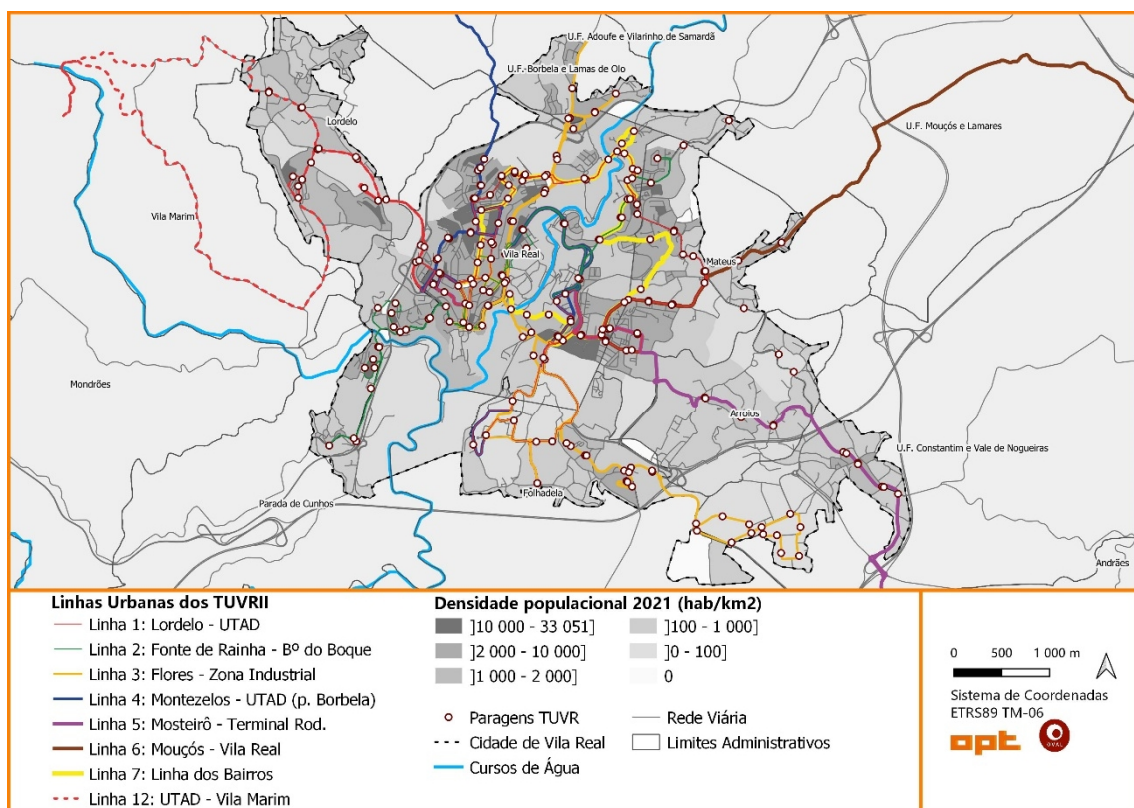 U.F. Adoufe e Vilarinho de Samardã
U.F.-Borbela e Lamas de Olo
Lordelo
U.F. Mouçós e Lamares
Vila Marim
Vila Real
Mateus
Mondrões
Arroios
U.F. Constantim e Vale de Nogueiras
Parada de Cunhos
Folhadela
Andrães
Linhas Urbanas dos TUVRII
Linha 1: Lordelo - UTAD
Linha 2: Fonte de Rainha - Bº do Boque
Linha 3: Flores - Zona Industrial
Linha 4: Montezelos - UTAD (p. Borbela)
Linha 5: Mosteirô - Terminal Rod.
Linha 6: Mouçós - Vila Real
Linha 7: Linha dos Bairros
Linha 12: UTAD - Vila Marim
Densidade populacional 2021 (hab/km2)
]10 000 - 33 051]
]2 000 - 10 000]
]1 000 - 2 000]
]100 - 1 000]
]0 - 100]
0
Paragens TUVR
Cidade de Vila Real
Cursos de Água
Rede Viária
Limites Administrativos
0 500 1 000 m
Sistema de Coordenadas
ETRS89 TM-06
opt
OVAL